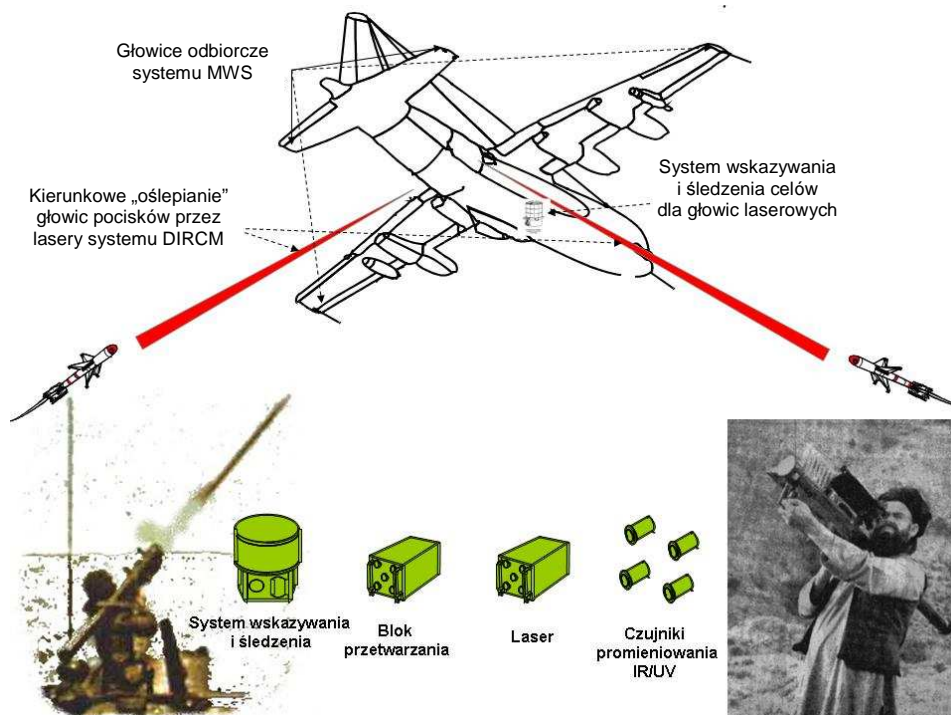 Głowice odbiorcze
systemu MWS
System wskazywania
i śledzenia celów
dla głowic laserowych
Kierunkowe „oślepianie”
głowic pocisków przez
lasery systemu DIRCM
System wskazywania
i śledzenia
Blok
przetwarzania
Laser
Czujniki
promieniowania
IR/UV